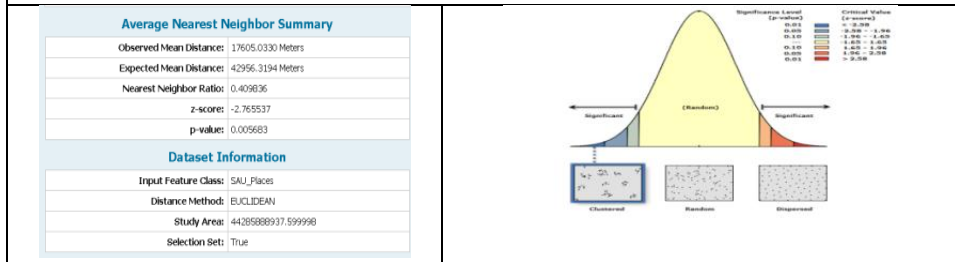 Average Nearest Neighbor Summary
Observed Mean Distance: 17605.0330 Meters
Expected Mean Distance: 42956.3194 Meters
Nearest Neighbor Ratio: 0.409836
z-score: -2.765537
p-value: 0.005683
Dataset Information
Input Feature Class: SAU_Places
Distance Method: EUCLIDEAN
Study Area: 44285888937.599998
Selection Set: True
Significance Level Critical Value
(p-value) (z-score)
0.01 < -2.58
0.05 -2.58 - -1.96
0.10 -1.96 - -1.65
--- -1.65 - 1.65
0.10 1.65 - 1.96
0.05 1.96 - 2.58
0.01 > 2.58
(Random)
Significant Significant
Clustered Random Dispersed